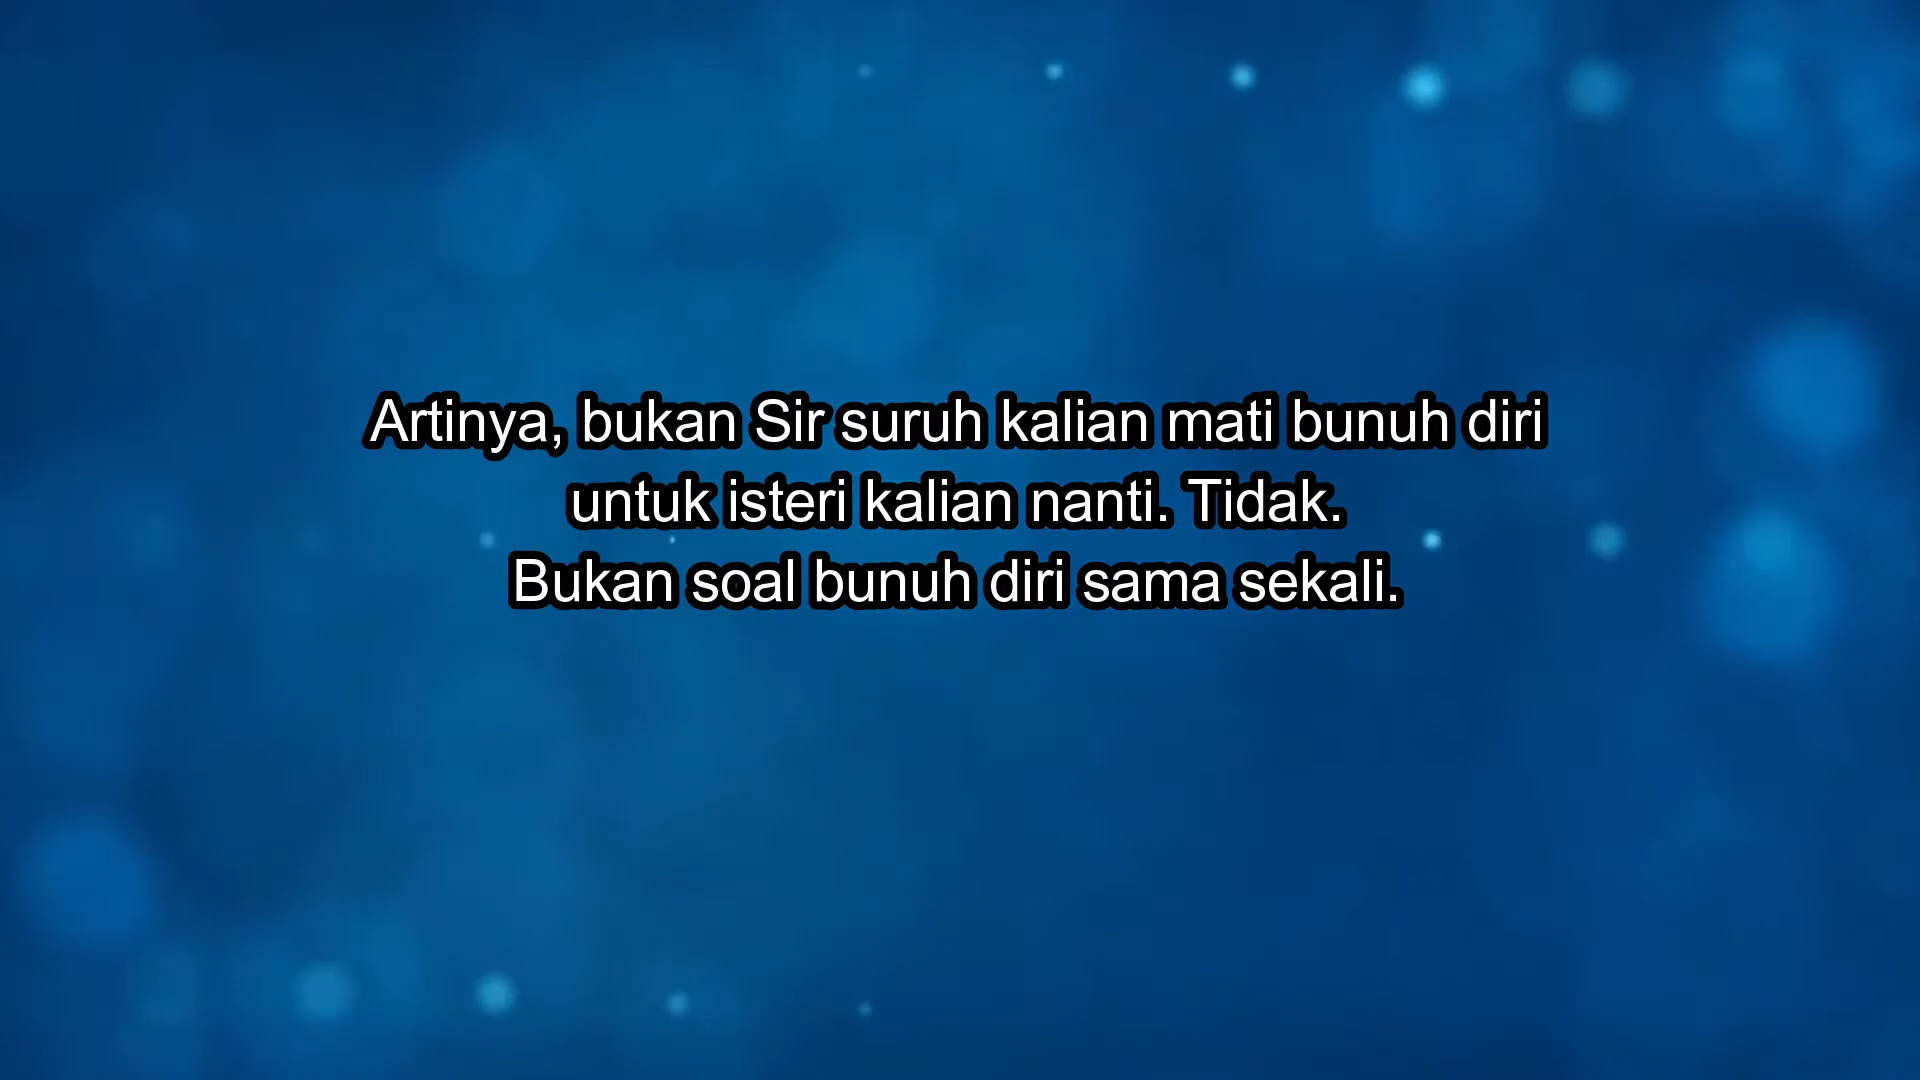 Artinya, bukan Sir suruh kalian mati bunuh diri
untuk isteri kalian nanti. Tidak.
Bukan soal bunuh diri sama sekali.